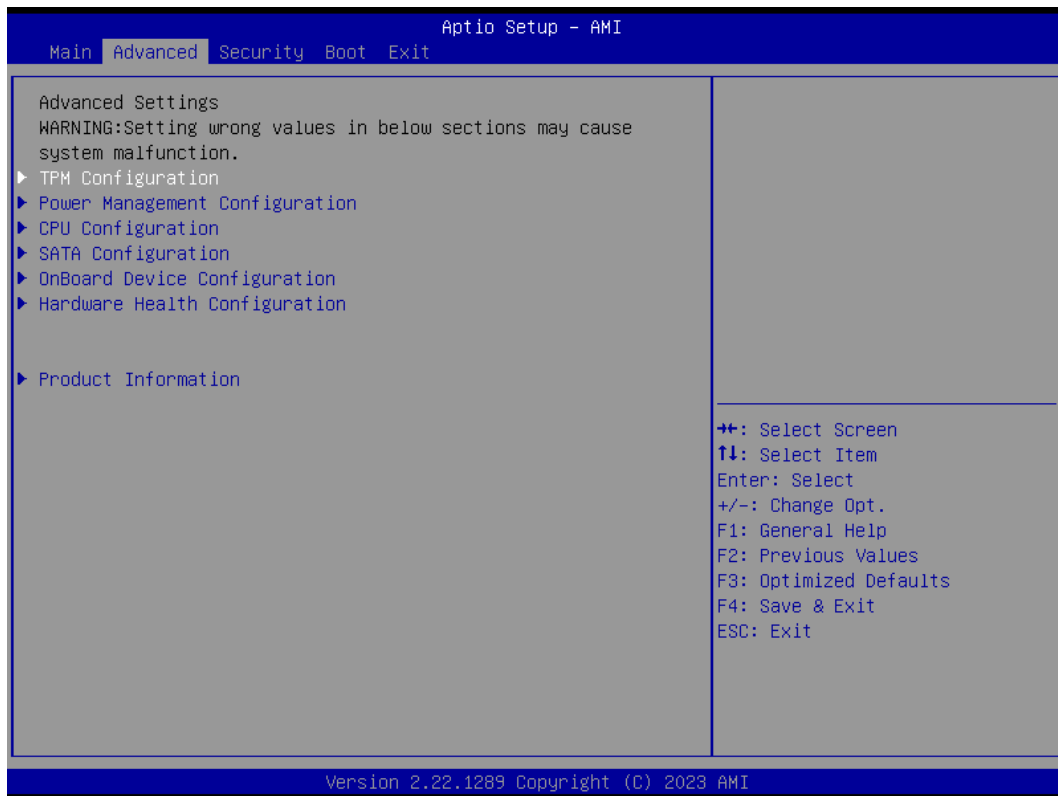 Aptio Setup - AMI
Main Advanced Security Boot Exit
Advanced Settings
WARNING:Setting wrong values in below sections may cause
system malfunction.
TPM Configuration
Power Management Configuration
CPU Configuration
SATA Configuration
OnBoard Device Configuration
Hardware Health Configuration
Product Information
→←: Select Screen
↑↓: Select Item
Enter: Select
+/-: Change Opt.
F1: General Help
F2: Previous Values
F3: Optimized Defaults
F4: Save & Exit
ESC: Exit
Version 2.22.1289 Copyright (C) 2023 AMI